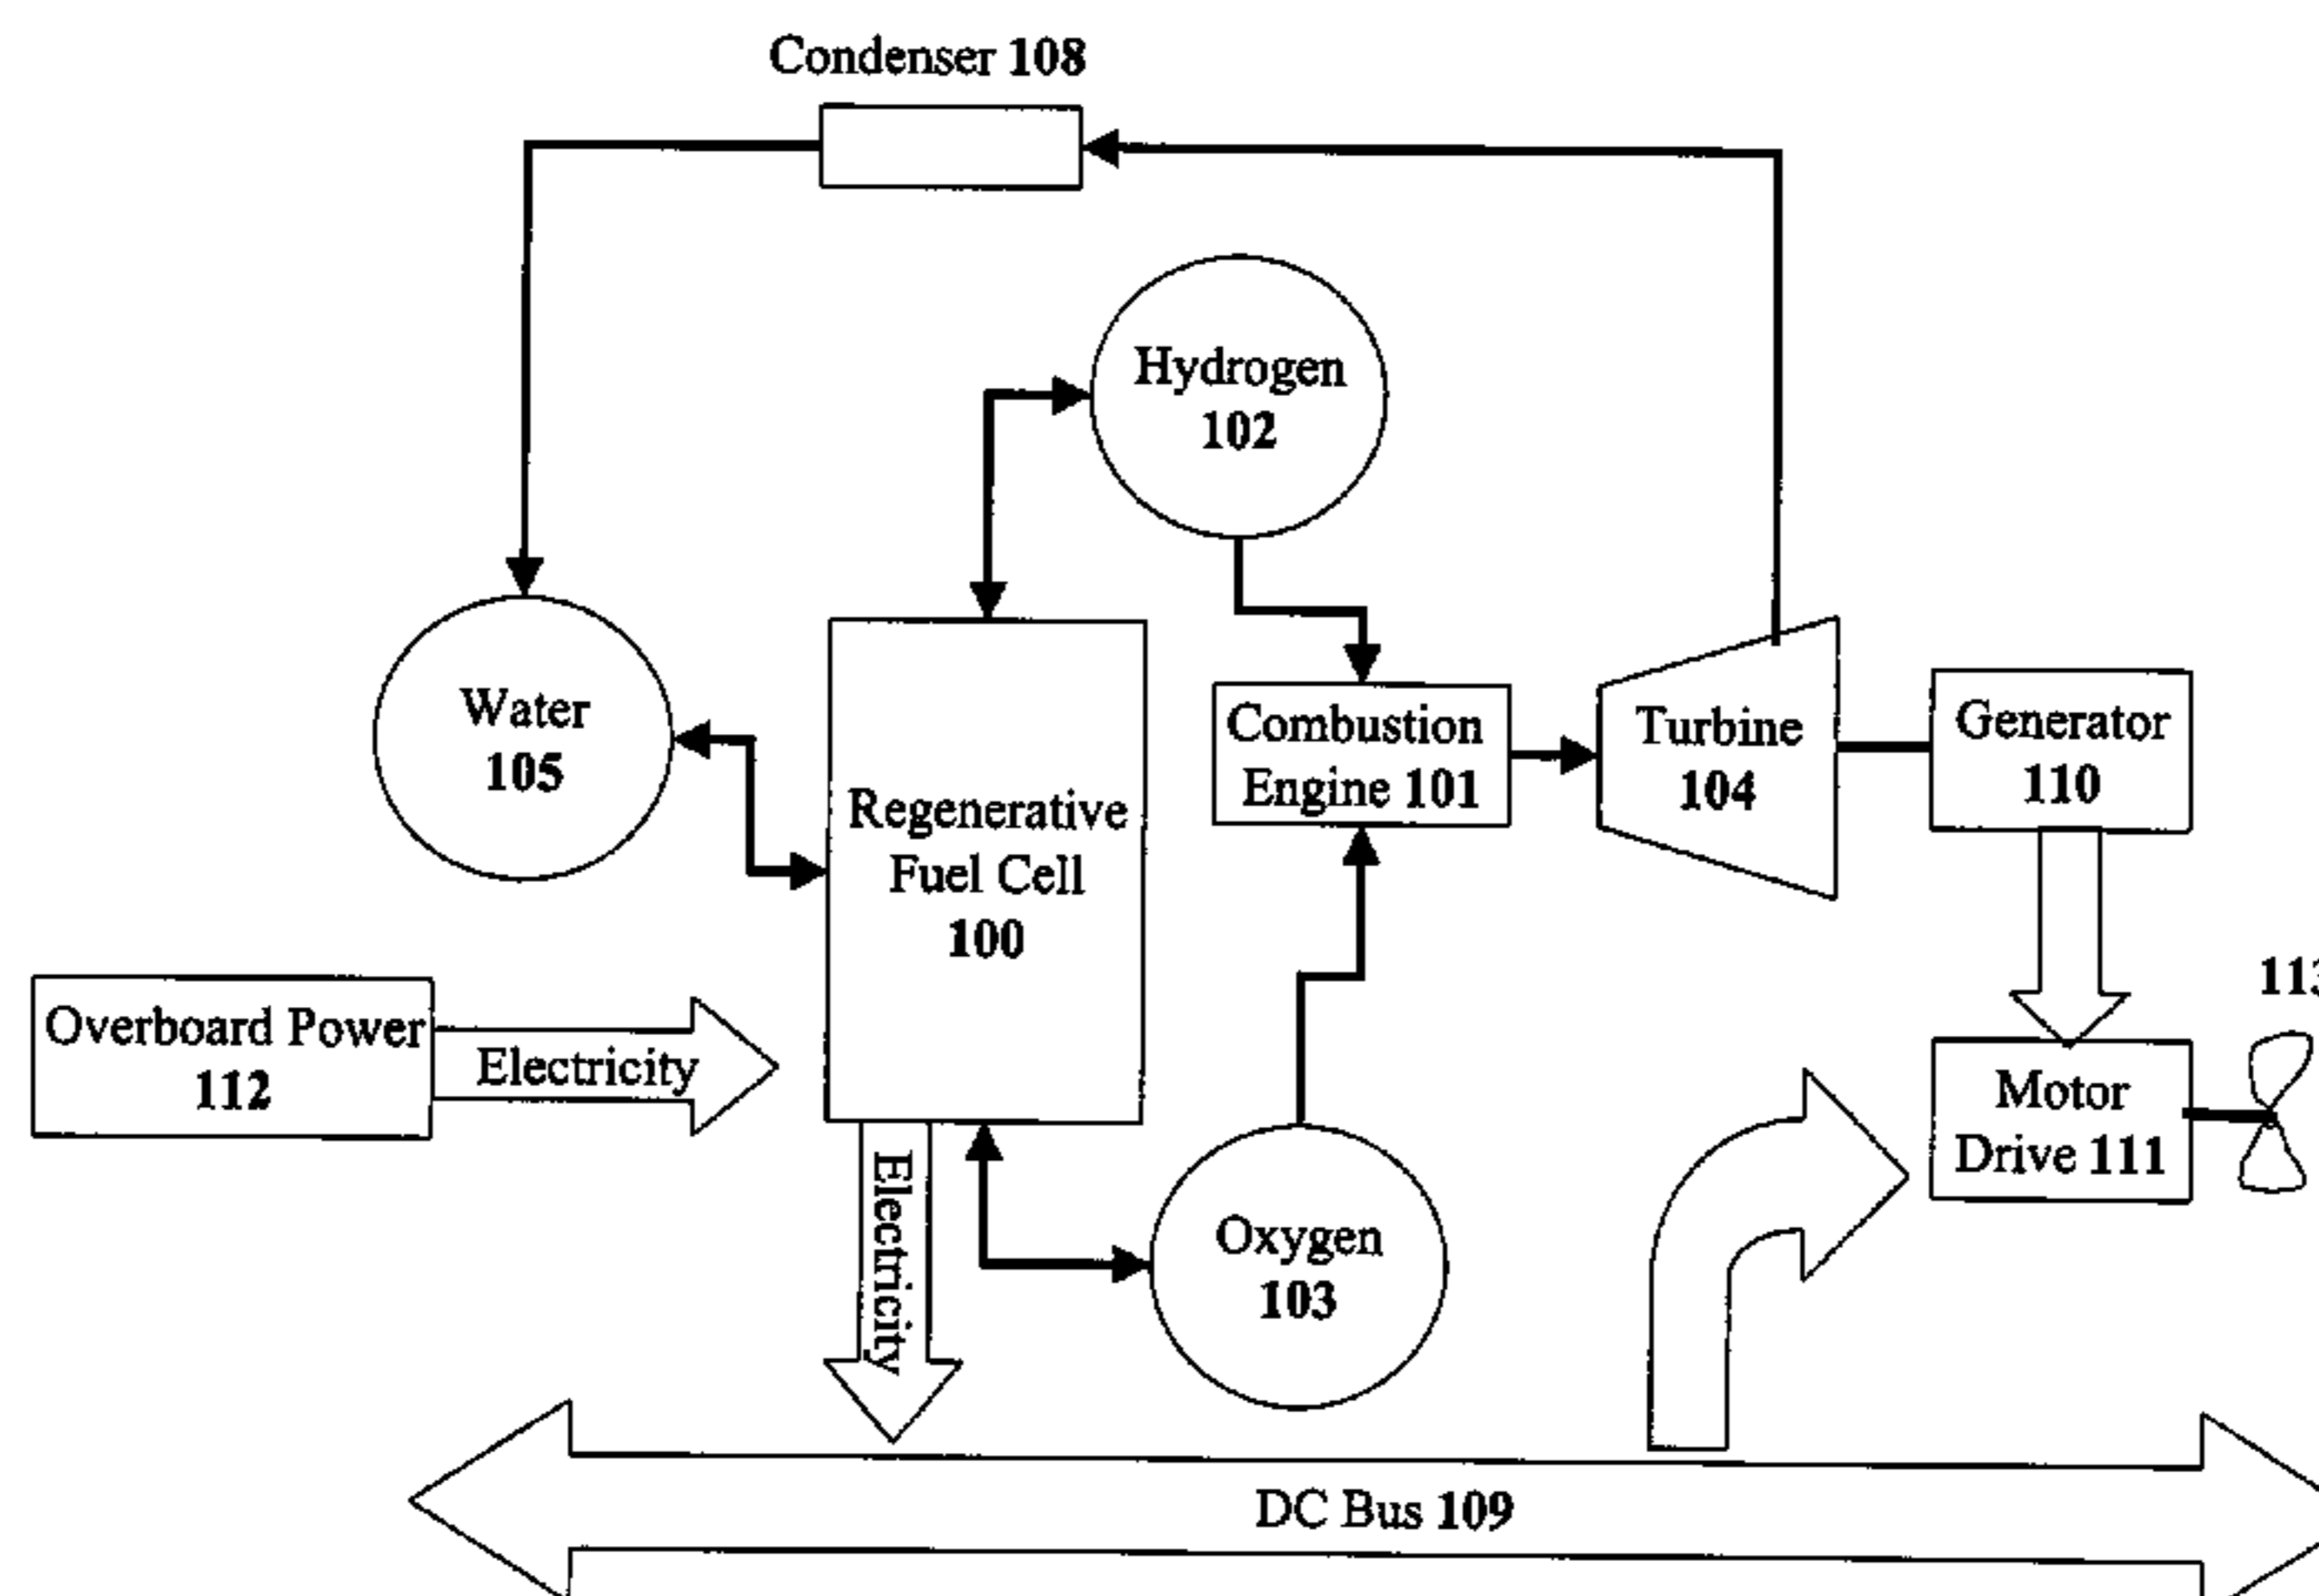 Condenser 108
Hydrogen
102
Water
105
Combustion
Engine 101
Turbine
104
Generator
110
Regenerative
Fuel Cell
100
Overboard Power
112
Electricity
113
Motor
Drive 111
Electricity
Oxygen
103
DC Bus 109